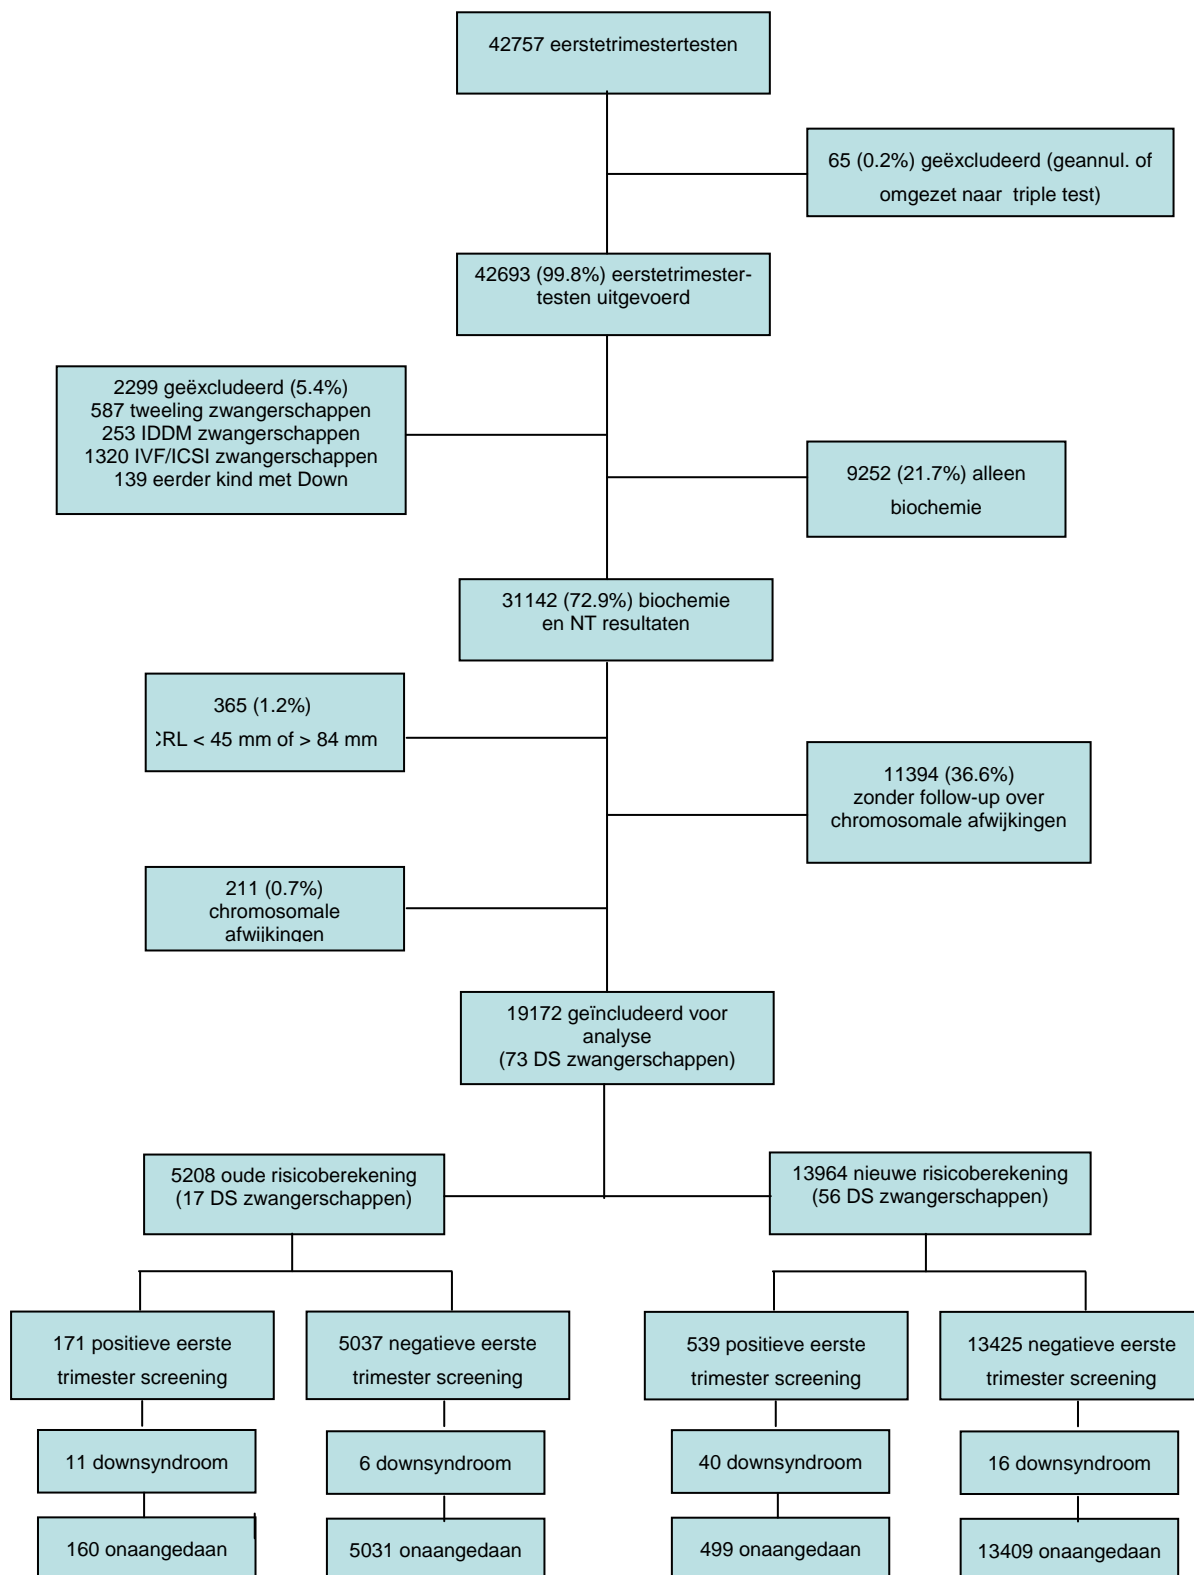 42757 eerstetrimestertesten
65 (0.2%) geëxcludeerd (geannul. of
omgezet naar triple test)
42693 (99.8%) eerstetrimester-
testen uitgevoerd
2299 geëxcludeerd (5.4%)
587 tweeling zwangerschappen
253 IDDM zwangerschappen
1320 IVF/ICSI zwangerschappen
139 eerder kind met Down
9252 (21.7%) alleen
biochemie
31142 (72.9%) biochemie
en NT resultaten
365 (1.2%)
CRL < 45 mm of > 84 mm
11394 (36.6%)
zonder follow-up over
chromosomale afwijkingen
211 (0.7%)
chromosomale
afwijkingen
19172 geïncludeerd voor
analyse
(73 DS zwangerschappen)
5208 oude risicoberekening
(17 DS zwangerschappen)
13964 nieuwe risicoberekening
(56 DS zwangerschappen)
171 positieve eerste
trimester screening
5037 negatieve eerste
trimester screening
539 positieve eerste
trimester screening
13425 negatieve eerste
trimester screening
11 downsyndroom
6 downsyndroom
40 downsyndroom
16 downsyndroom
160 onaangedaan
5031 onaangedaan
499 onaangedaan
13409 onaangedaan